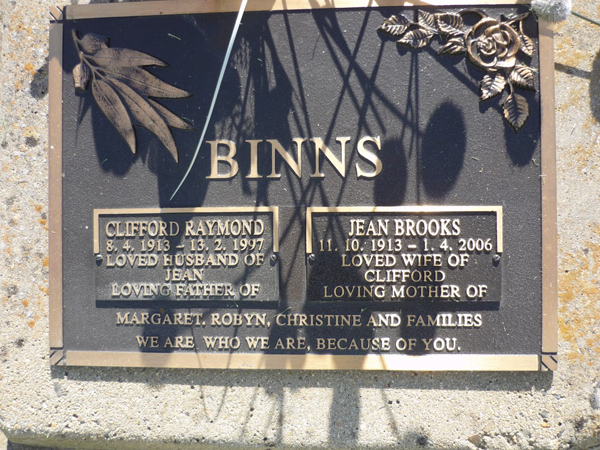 BINNS
CLIFFORD RAYMOND
8. 4. 1913 – 13. 2. 1997
LOVED HUSBAND OF
JEAN
LOVING FATHER OF
JEAN BROOKS
11. 10. 1913 – 1. 4. 2006
LOVED WIFE OF
CLIFFORD
LOVING MOTHER OF
MARGARET, ROBYN, CHRISTINE AND FAMILIES
WE ARE, WHO WE ARE, BECAUSE OF YOU.